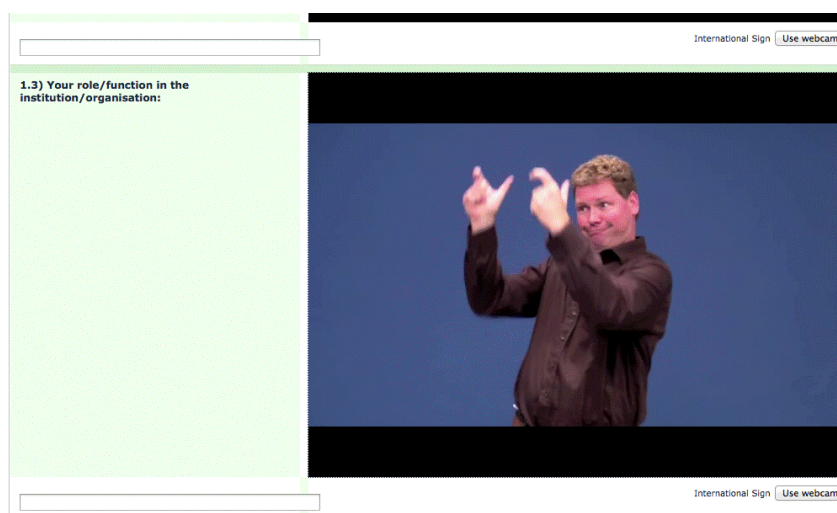 International Sign Use webcam
1.3) Your role/function in the
institution/organisation:
International Sign Use webcam